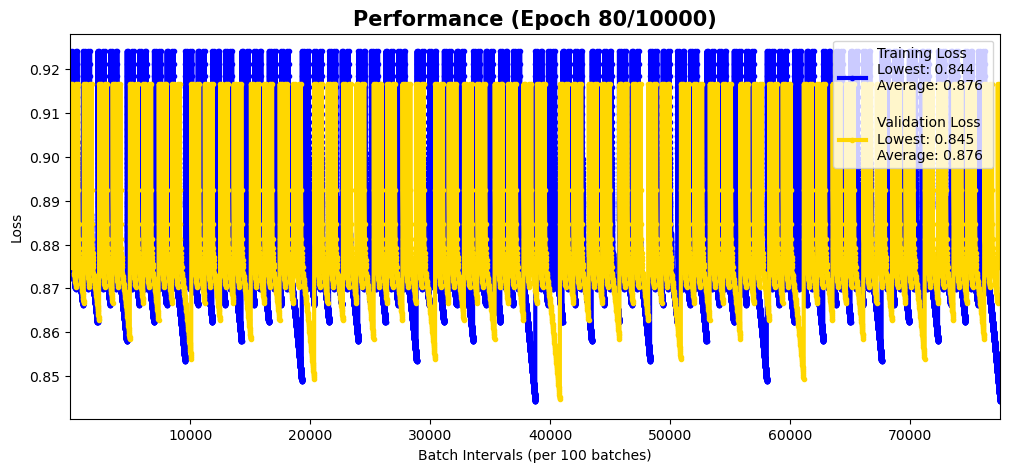 Performance (Epoch 80/10000)
Training Loss
Lowest: 0.844
Average: 0.876
Validation Loss
Lowest: 0.845
Average: 0.876
0.92
0.91
0.90
0.89
0.88
0.87
0.86
0.85
Loss
10000 20000 30000 40000 50000 60000 70000
Batch Intervals (per 100 batches)